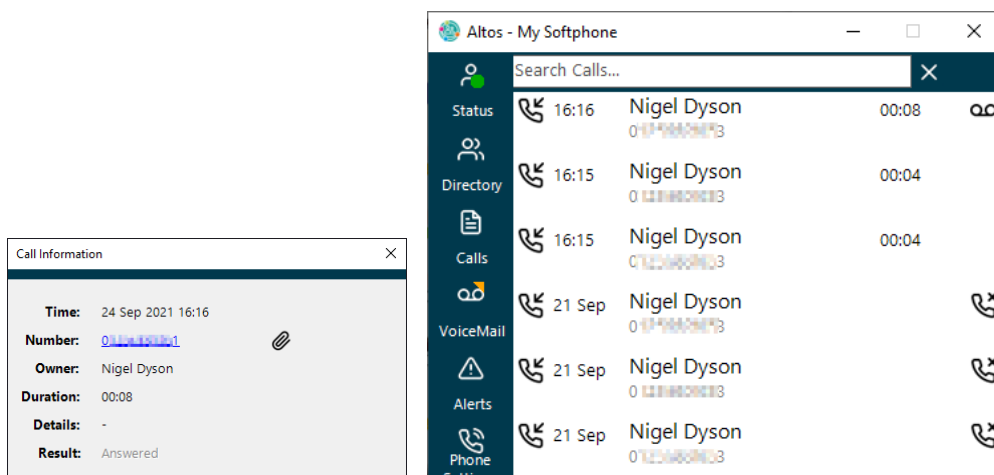 Altos - My Softphone
Search Calls...
Status
16:16 Nigel Dyson 00:08
Directory
16:15 Nigel Dyson 00:04
Calls
16:15 Nigel Dyson 00:04
VoiceMail
21 Sep Nigel Dyson
Alerts
21 Sep Nigel Dyson
Phone
21 Sep Nigel Dyson
Call Information
Time: 24 Sep 2021 16:16
Number:
Owner: Nigel Dyson
Duration: 00:08
Details: -
Result: Answered